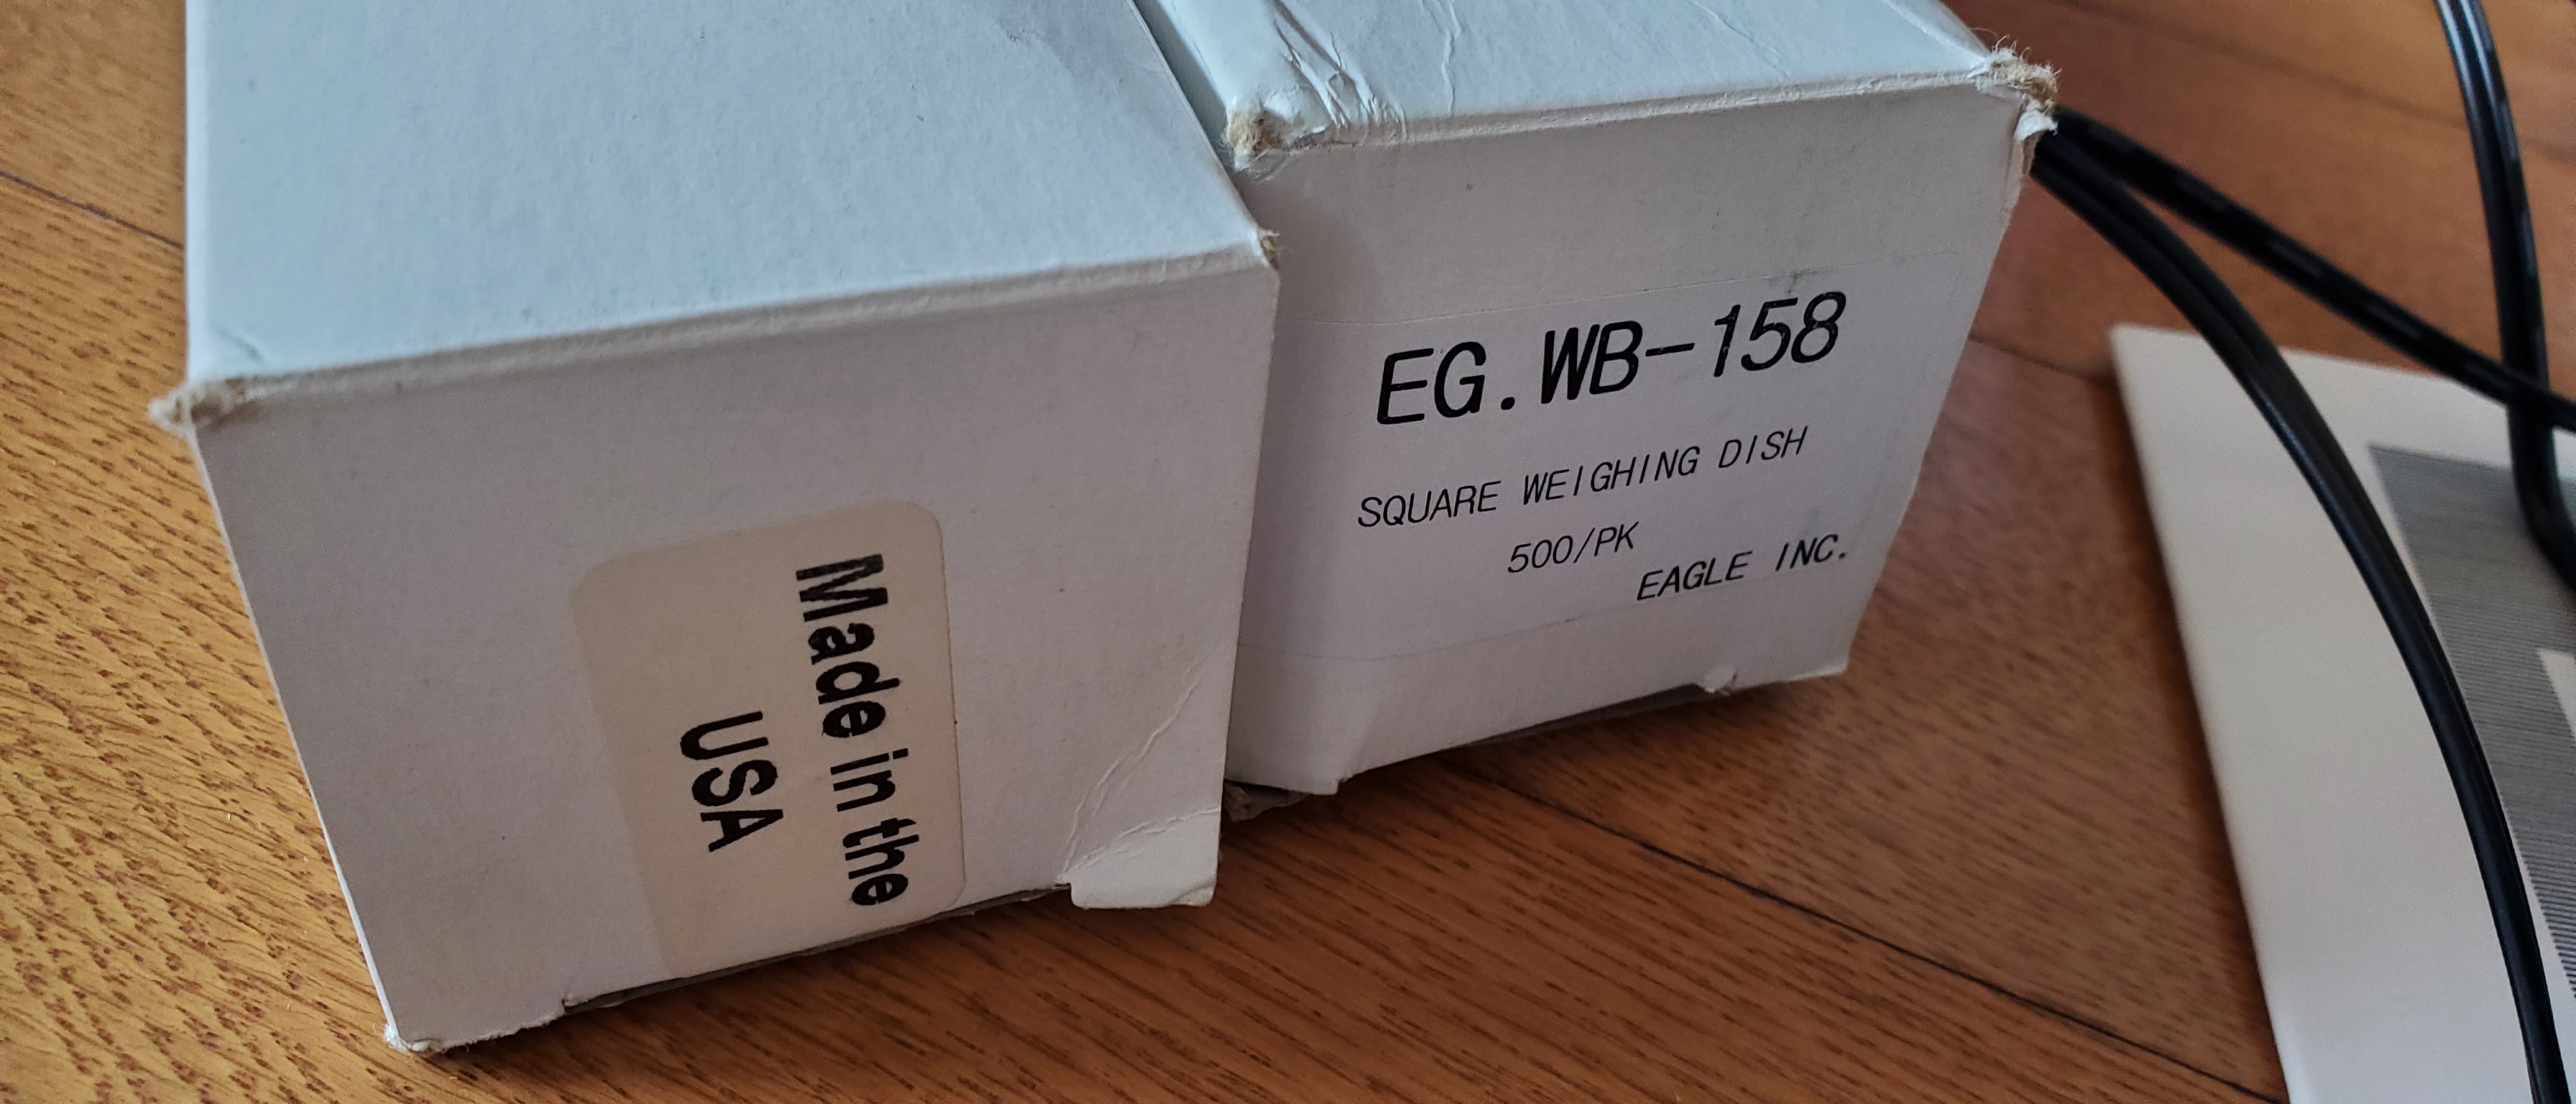 Made in the
USA
EG.WB-158
SQUARE WEIGHING DISH
500/PK
EAGLE INC.